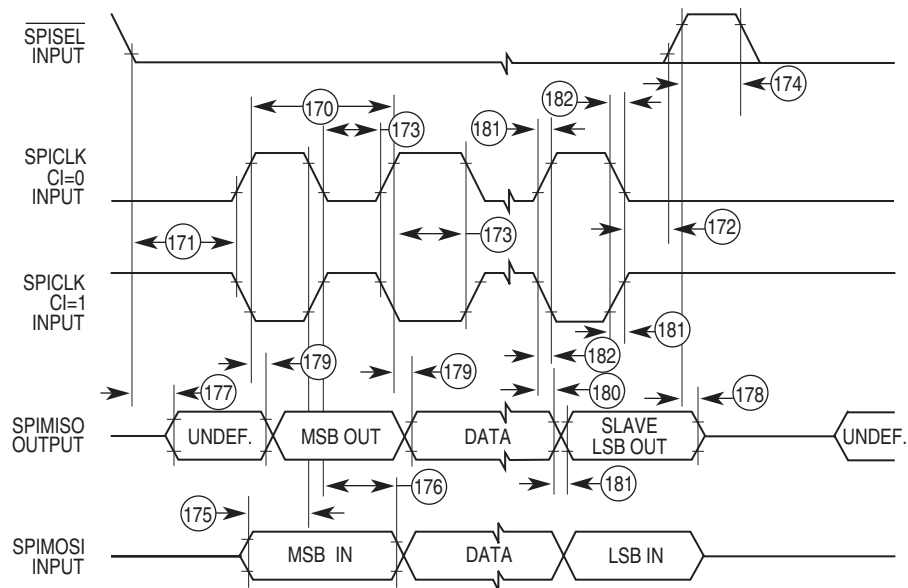 SPISEL
INPUT
174
182
170
181
173
SPICLK
CI=0
INPUT
172
171
173
SPICLK
CI=1
INPUT
181
179
179
182
177
180
178
SPIMISO
OUTPUT
UNDEF.
MSB OUT
DATA
SLAVE
LSB OUT
UNDEF.
176
181
175
SPIMOSI
INPUT
MSB IN
DATA
LSB IN